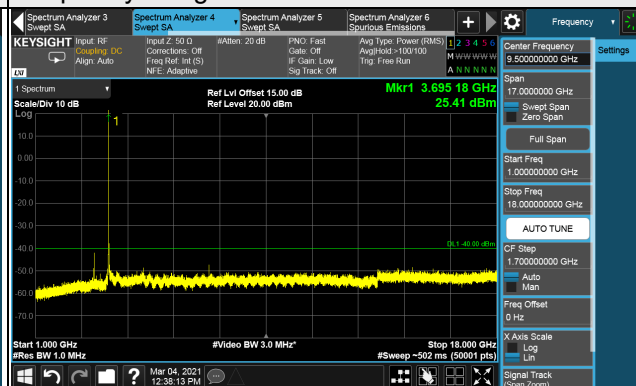 Spectrum Analyzer 3
Swept SA
Spectrum Analyzer 4
Swept SA
Spectrum Analyzer 5
Swept SA
Spectrum Analyzer 6
Spurious Emissions
+
Frequency
KEYSIGHT
LXI
Input: RF
Coupling: DC
Align: Auto
Input Z: 50 Ω
Corrections: Off
Freq Ref: Int (S)
NFE: Adaptive
#Atten: 20 dB
PNO: Fast
Gate: Off
IF Gain: Low
Sig Track: Off
Avg Type: Power (RMS)
Avg|Hold:>100/100
Trig: Free Run
1 2 3 4 5 6
M W W W W W
A N N N N N
1 Spectrum
Scale/Div 10 dB
Log
Ref Lvl Offset 15.00 dB
Ref Level 20.00 dBm
Mkr1 3.695 18 GHz
25.41 dBm
1
10.0
0.00
-10.0
-20.0
-30.0
-40.0
-50.0
-60.0
-70.0
DL1 -40.00 dBm
Start 1.000 GHz
#Res BW 1.0 MHz
#Video BW 3.0 MHz*
Stop 18.000 GHz
#Sweep ~502 ms (50001 pts)
Mar 04, 2021
12:38:13 PM
Center Frequency
9.500000000 GHz
Settings
Span
17.0000000 GHz
Swept Span
Zero Span
Full Span
Start Freq
1.000000000 GHz
Stop Freq
18.000000000 GHz
AUTO TUNE
CF Step
1.700000000 GHz
Auto
Man
Freq Offset
0 Hz
X Axis Scale
Log
Lin
Signal Track
(Span Zoom)